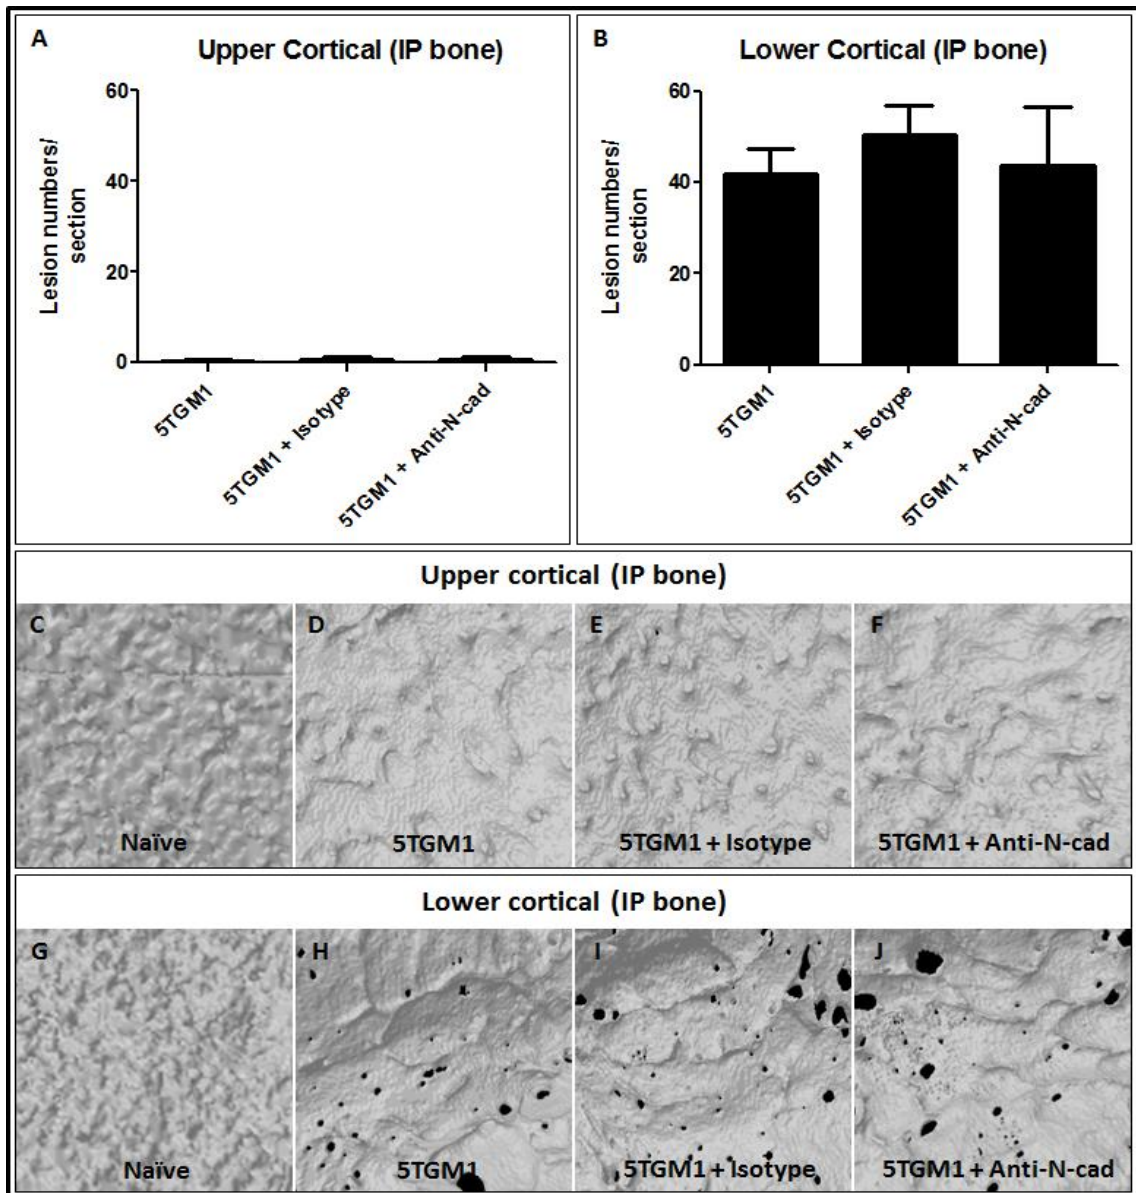 A
Upper Cortical (IP bone)
Lesion numbers/
section
60
40
20
0
5TGM1
5TGM1 + Isotype
5TGM1 + Anti-N-cad
B
Lower Cortical (IP bone)
Lesion numbers/
section
60
40
20
0
5TGM1
5TGM1 + Isotype
5TGM1 + Anti-N-cad
Upper cortical (IP bone)
C
Naïve
D
5TGM1
E
5TGM1 + Isotype
F
5TGM1 + Anti-N-cad
Lower cortical (IP bone)
G
Naïve
H
5TGM1
I
5TGM1 + Isotype
J
5TGM1 + Anti-N-cad